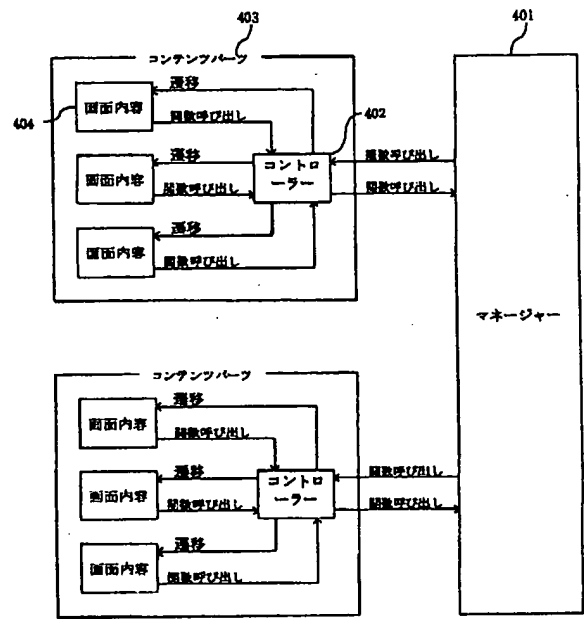 403
401
コンテンツパーツ
遷移
画面内容
404
関数呼び出し
402
遷移
コントロ
ーラー
関数呼び出し
画面内容
関数呼び出し
関数呼び出し
遷移
画面内容
関数呼び出し
マネージャー
コンテンツパーツ
遷移
画面内容
関数呼び出し
遷移
コントロ
ーラー
関数呼び出し
画面内容
関数呼び出し
関数呼び出し
遷移
画面内容
関数呼び出し